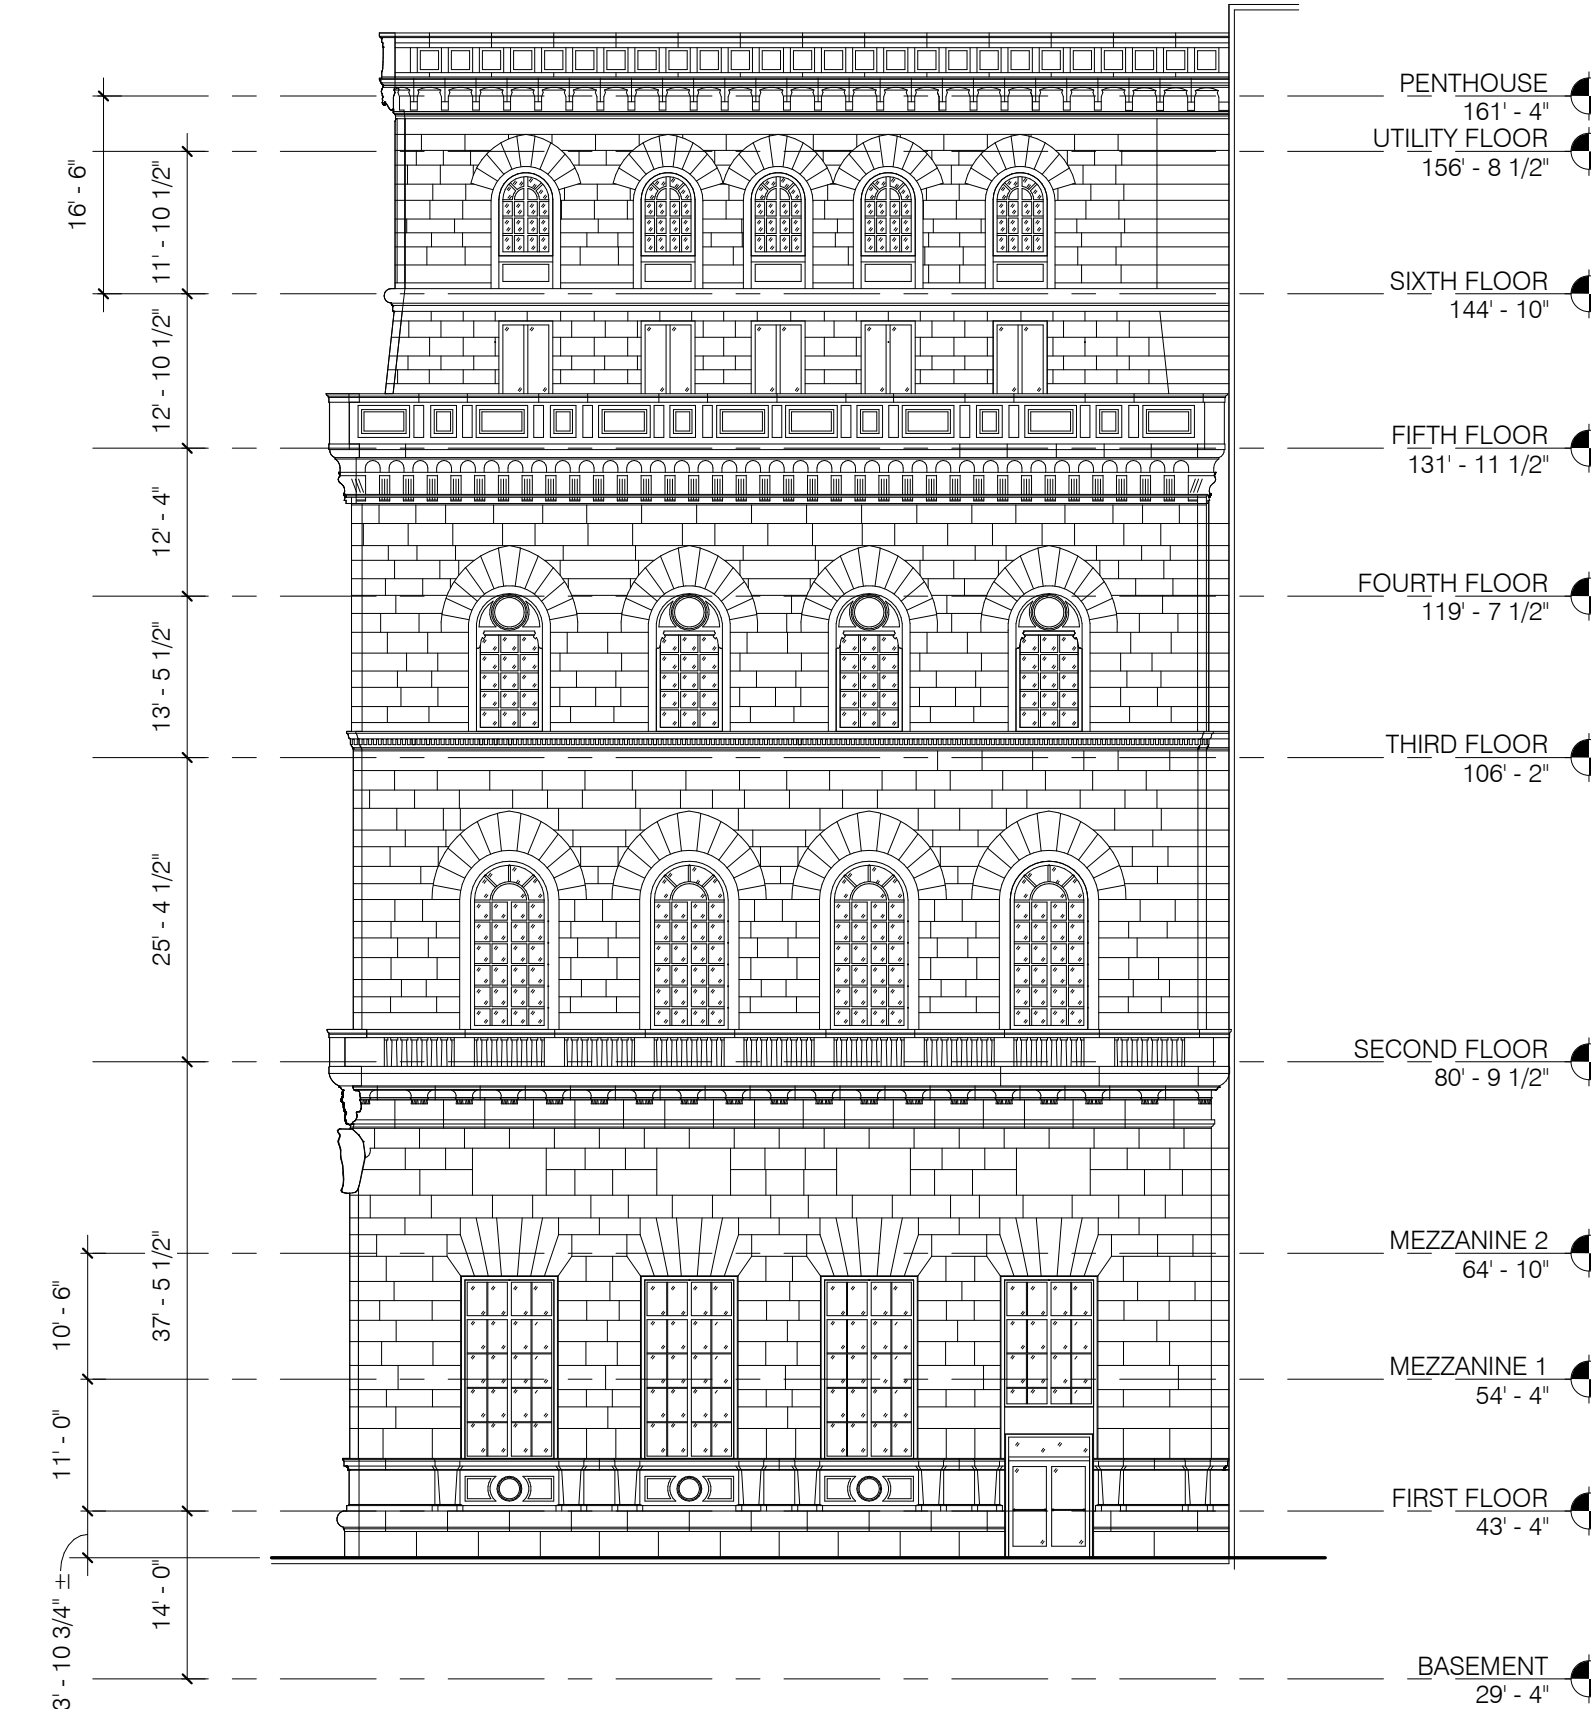 PENTHOUSE
161' - 4"
UTILITY FLOOR
156' - 8 1/2"
SIXTH FLOOR
144' - 10"
FIFTH FLOOR
131' - 11 1/2"
FOURTH FLOOR
119' - 7 1/2"
THIRD FLOOR
106' - 2"
SECOND FLOOR
80' - 9 1/2"
MEZZANINE 2
64' - 10"
MEZZANINE 1
54' - 4"
FIRST FLOOR
43' - 4"
BASEMENT
29' - 4"
16' - 6"
11' - 10 1/2"
12' - 10 1/2"
12' - 4"
13' - 5 1/2"
25' - 4 1/2"
37' - 5 1/2"
10' - 6"
11' - 0"
14' - 0"
3' - 10 3/4" ±